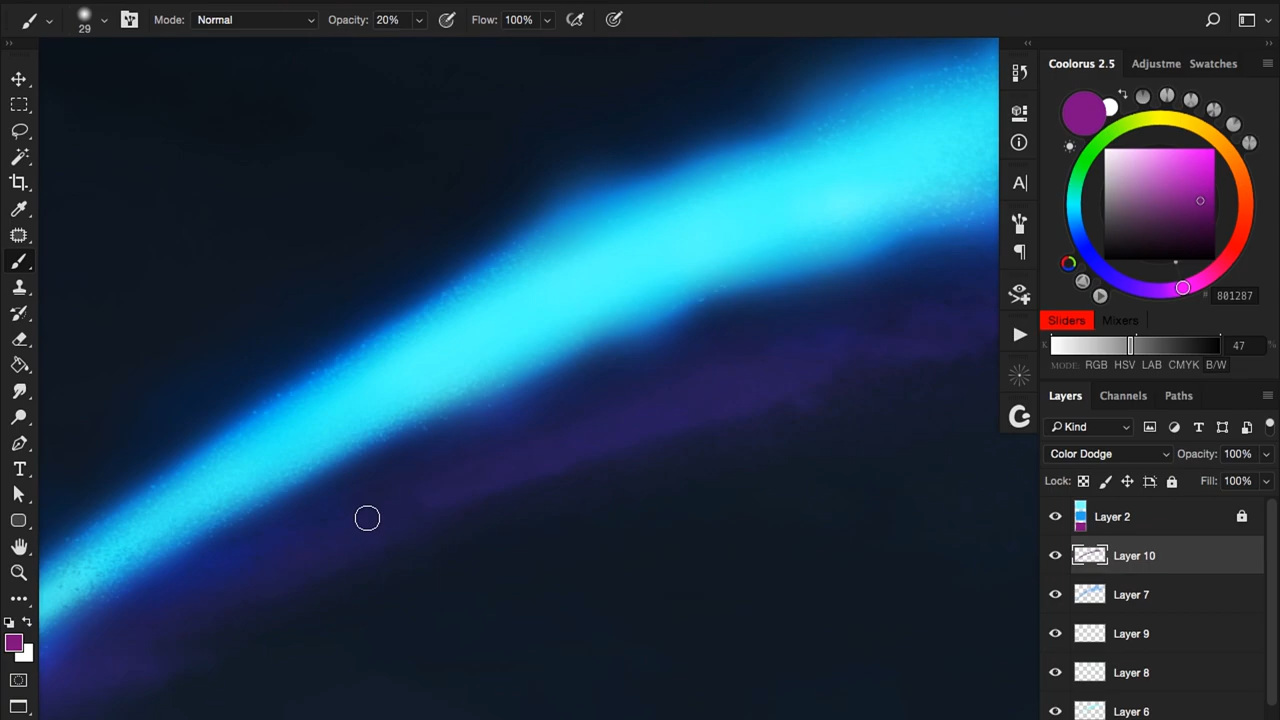 Mode: Normal Opacity: 20% Flow: 100%
29
Coolorus 2.5 Adjustme Swatches
# 801287
Sliders Mixers
K 47 %
MODE: RGB HSV LAB CMYK B/W
Layers Channels Paths
Kind
Color Dodge Opacity: 100%
Lock: Fill: 100%
Layer 2
Layer 10
Layer 7
Layer 9
Layer 8
Layer 6